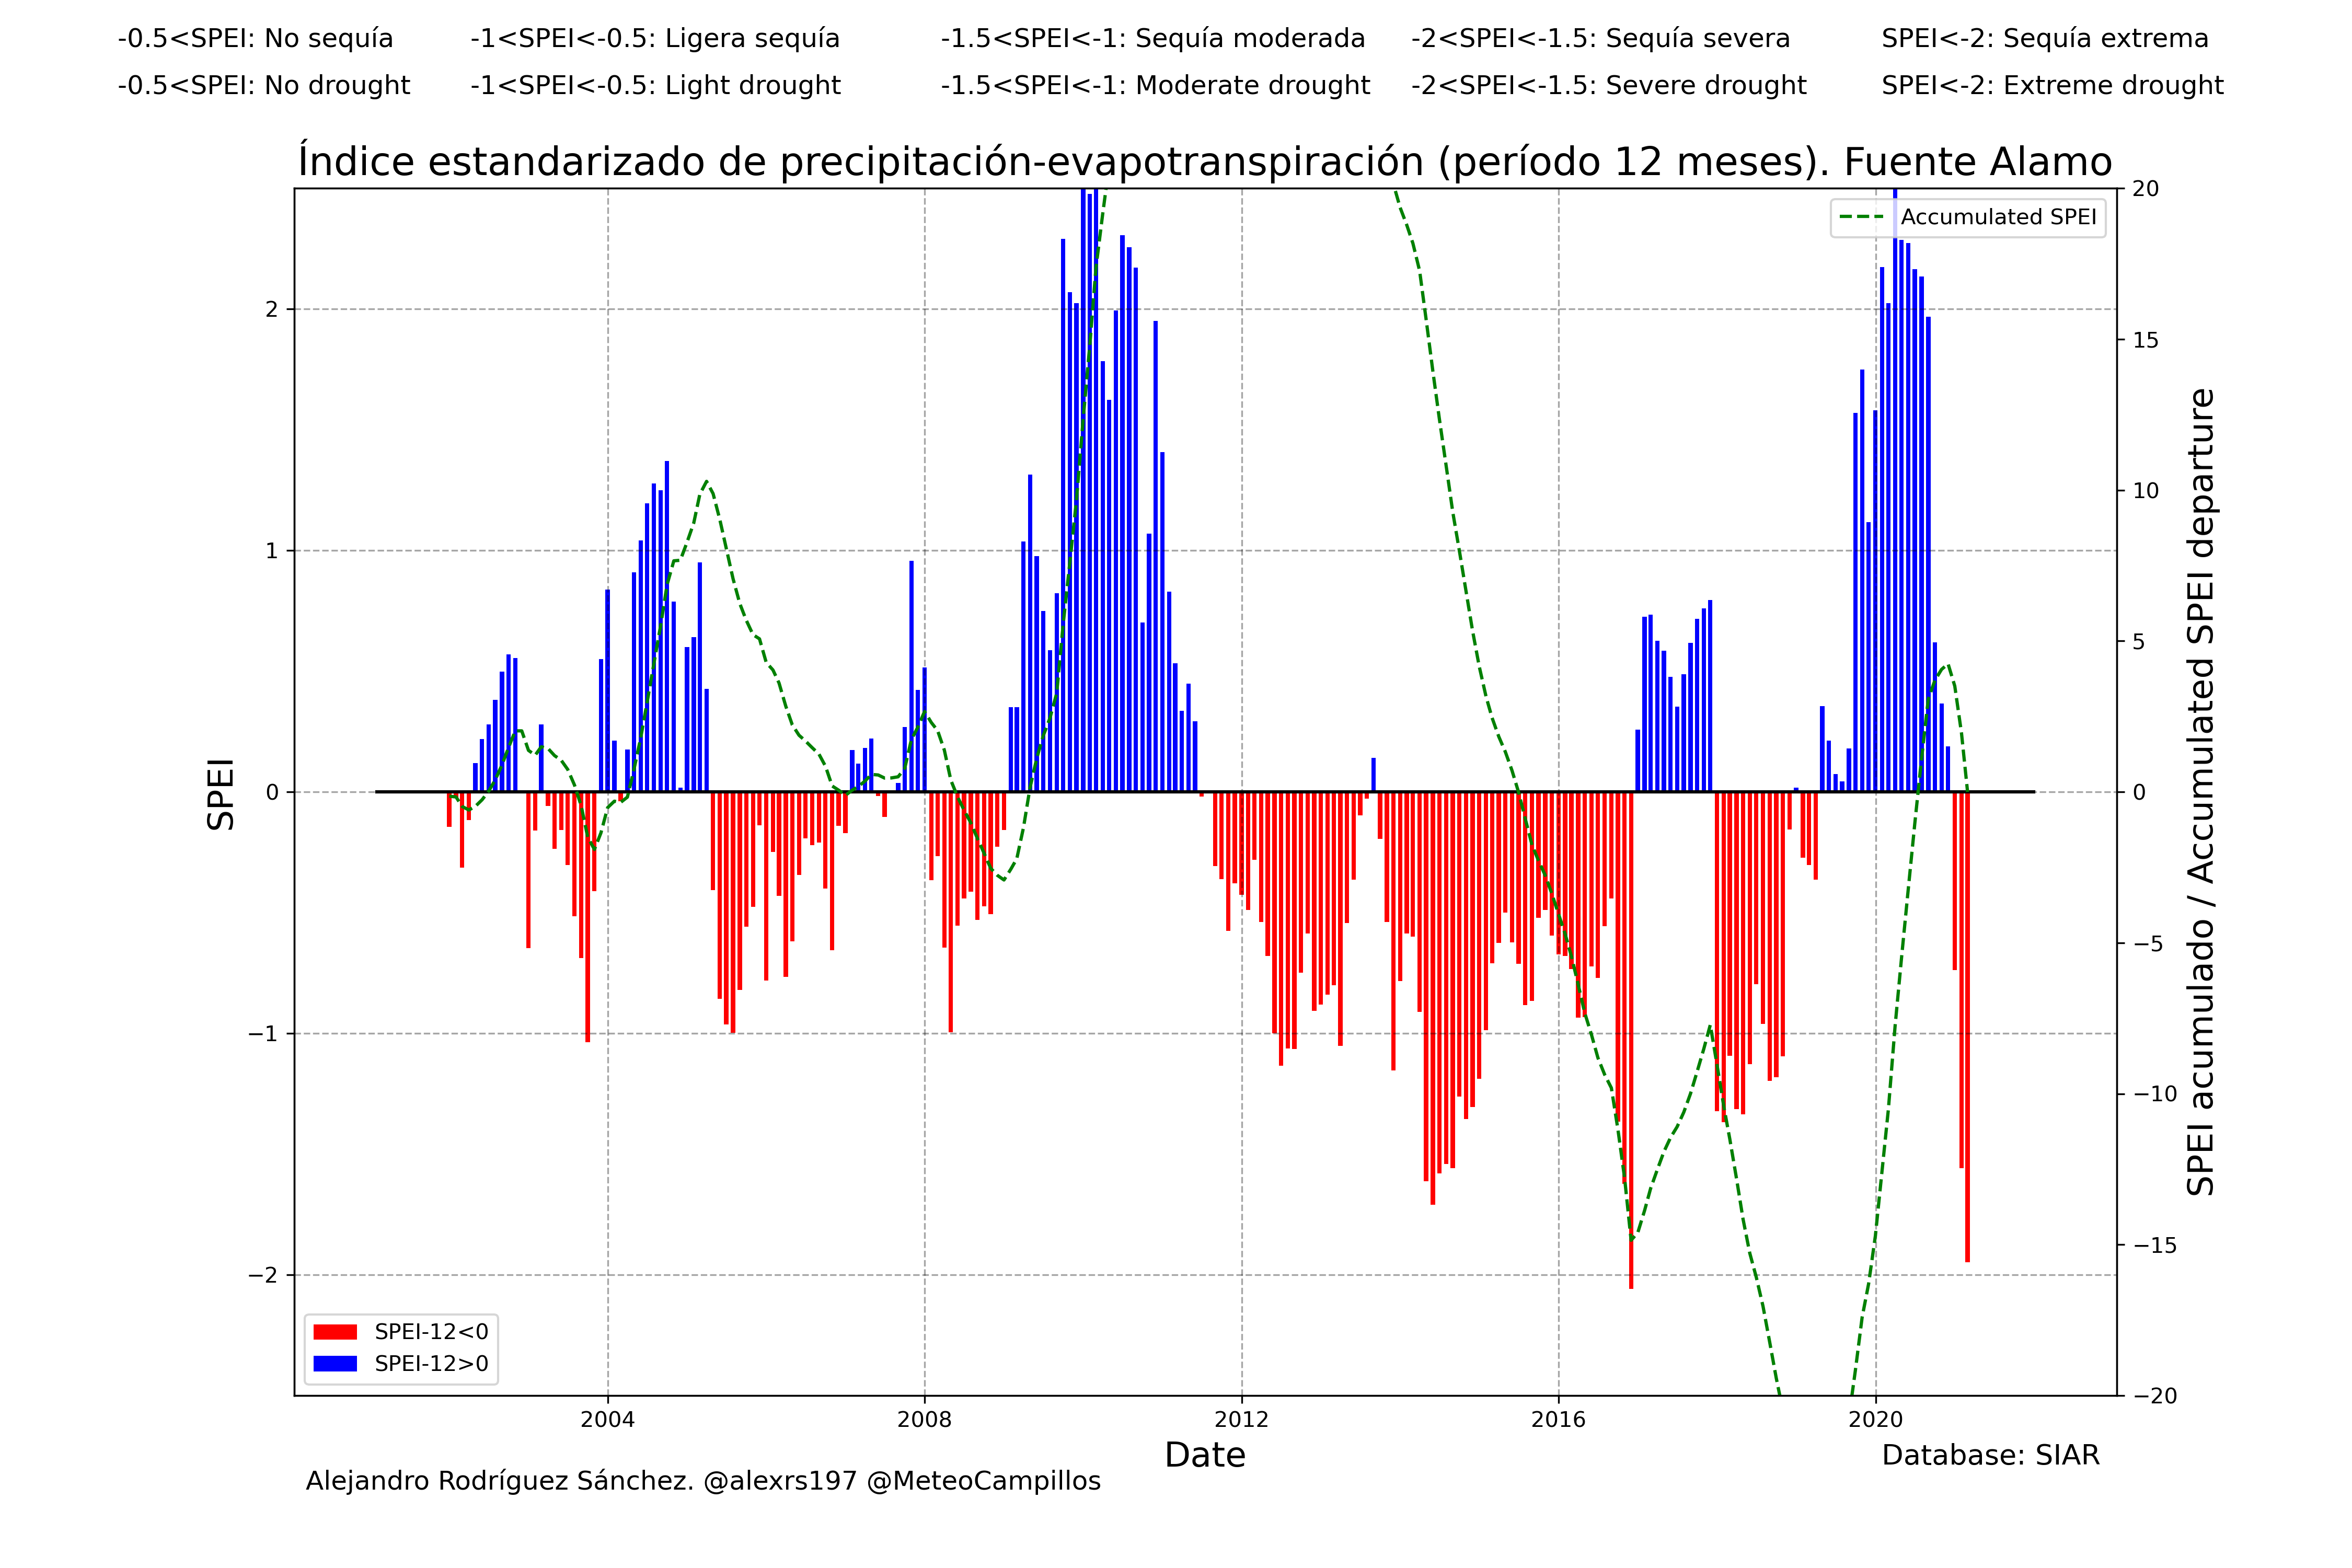 -0.5<SPEI: No sequía -1<SPEI<-0.5: Ligera sequía -1.5<SPEI<-1: Sequía moderada -2<SPEI<-1.5: Sequía severa SPEI<-2: Sequía extrema
-0.5<SPEI: No drought -1<SPEI<-0.5: Light drought -1.5<SPEI<-1: Moderate drought -2<SPEI<-1.5: Severe drought SPEI<-2: Extreme drought
Índice estandarizado de precipitación-evapotranspiración (período 12 meses). Fuente Alamo
Accumulated SPEI
SPEI
2
1
0
−1
−2
20
15
10
5
0
−5
−10
−15
−20
SPEI acumulado / Accumulated SPEI departure
SPEI-12<0
SPEI-12>0
2004 2008 2012 2016 2020
Date
Database: SIAR
Alejandro Rodríguez Sánchez. @alexrs197 @MeteoCampillos